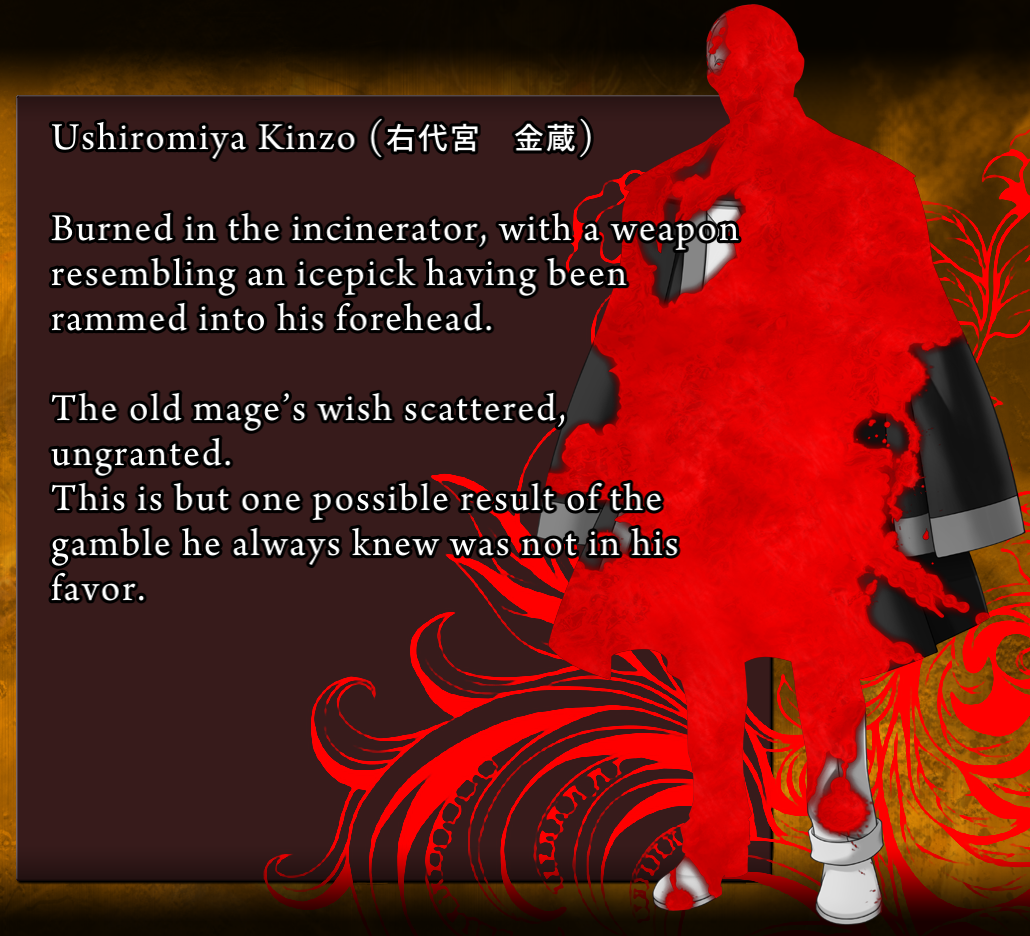 Ushiromiya Kinzo (右代宮　金蔵)
Burned in the incinerator, with a weapon
resembling an icepick having been
rammed into his forehead.
The old mage’s wish scattered,
ungranted.
This is but one possible result of the
gamble he always knew was not in his
favor.